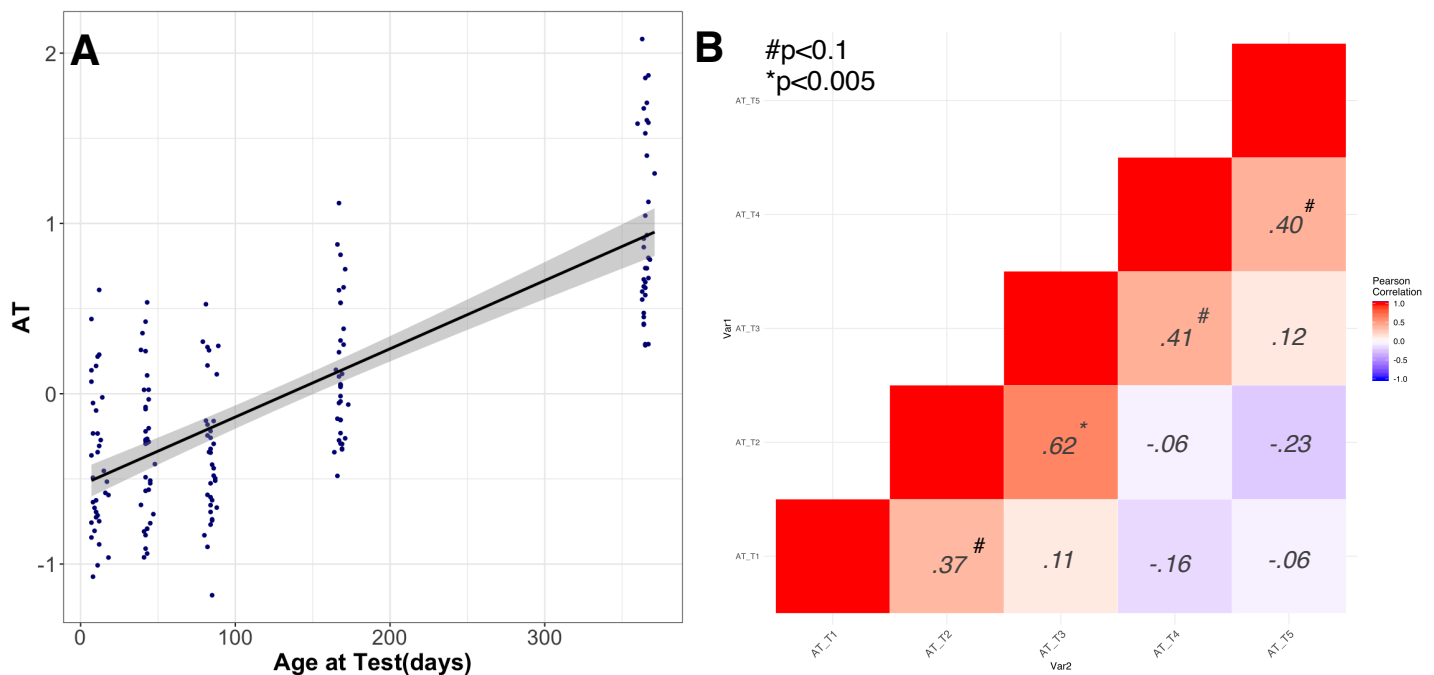 A
2
1
0
-1
AT
0
100
200
300
Age at Test(days)
B
#p<0.1
*p<0.005
AT_T5
AT_T4
AT_T3
AT_T2
AT_T1
Var1
.40 #
.41 # .12
.62 * -.06 -.23
.37 # .11 -.16 -.06
AT_T1
AT_T2
AT_T3
AT_T4
AT_T5
Var2
Pearson
Correlation
1.0
0.5
0.0
-0.5
-1.0